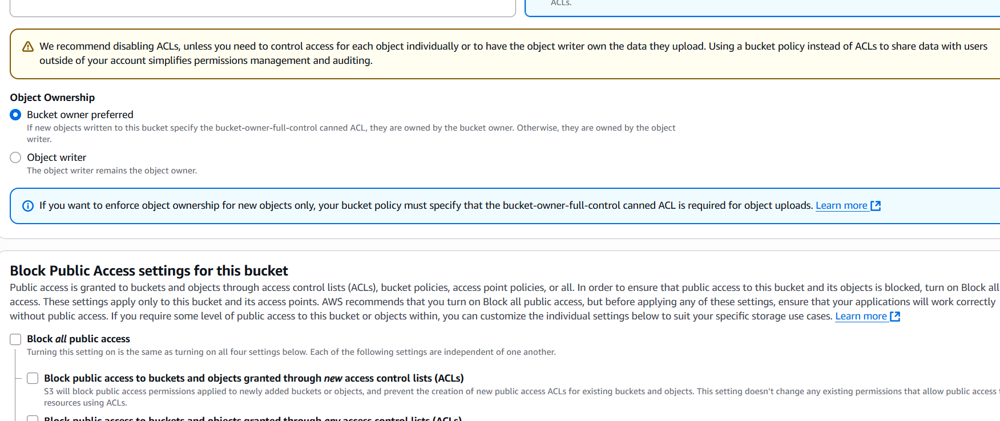 ACLs.
We recommend disabling ACLs, unless you need to control access for each object individually or to have the object writer own the data they upload. Using a bucket policy instead of ACLs to share data with users
outside of your account simplifies permissions management and auditing.
Object Ownership
Bucket owner preferred
If new objects written to this bucket specify the bucket-owner-full-control canned ACL, they are owned by the bucket owner. Otherwise, they are owned by the object
writer.
Object writer
The object writer remains the object owner.
If you want to enforce object ownership for new objects only, your bucket policy must specify that the bucket-owner-full-control canned ACL is required for object uploads. Learn more
Block Public Access settings for this bucket
Public access is granted to buckets and objects through access control lists (ACLs), bucket policies, access point policies, or all. In order to ensure that public access to this bucket and its objects is blocked, turn on Block all
access. These settings apply only to this bucket and its access points. AWS recommends that you turn on Block all public access, but before applying any of these settings, ensure that your applications will work correctly
without public access. If you require some level of public access to this bucket or objects within, you can customize the individual settings below to suit your specific storage use cases. Learn more
Block all public access
Turning this setting on is the same as turning on all four settings below. Each of the following settings are independent of one another.
Block public access to buckets and objects granted through new access control lists (ACLs)
S3 will block public access permissions applied to newly added buckets or objects, and prevent the creation of new public access ACLs for existing buckets and objects. This setting doesn't change any existing permissions that allow public access
resources using ACLs.
Block public access to buckets and objects granted through any access control lists (ACLs)